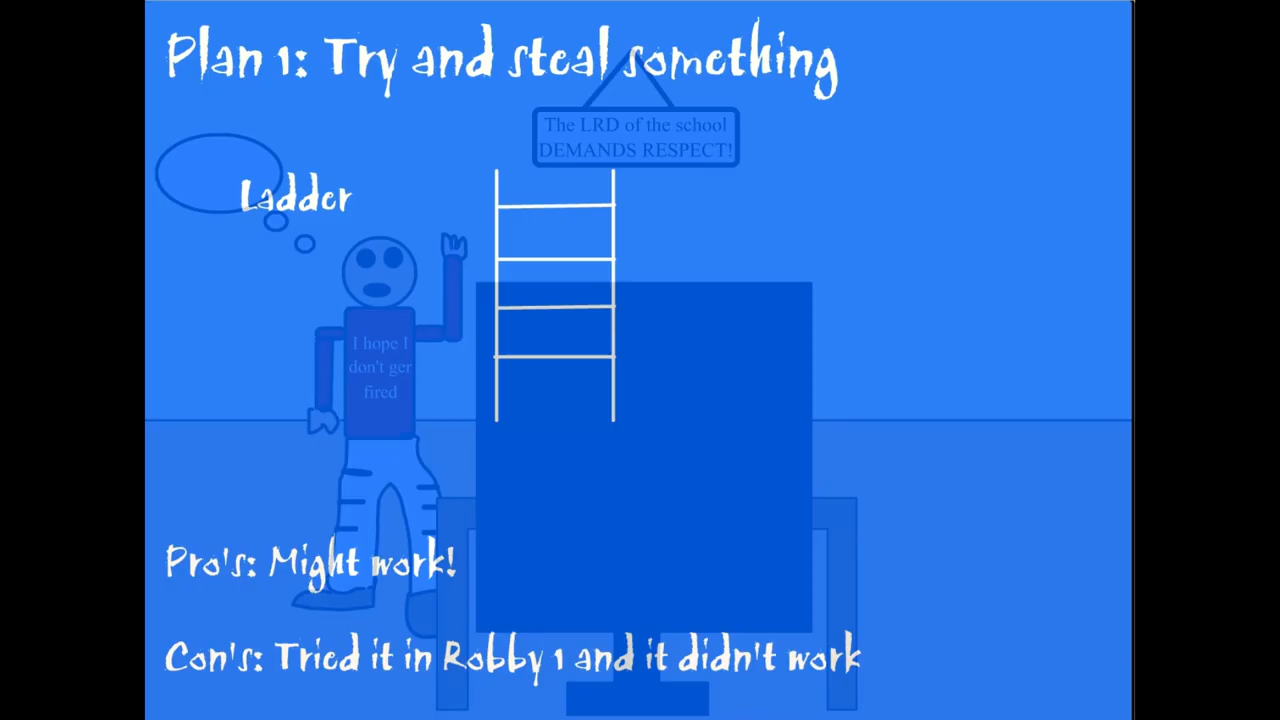 Plan 1: Try and steal something
The LRD of the school
DEMANDS RESPECT!
Ladder
I hope I
don't ger
fired
Pro's: Might work!
Con's: Tried it in Robby 1 and it didn't work